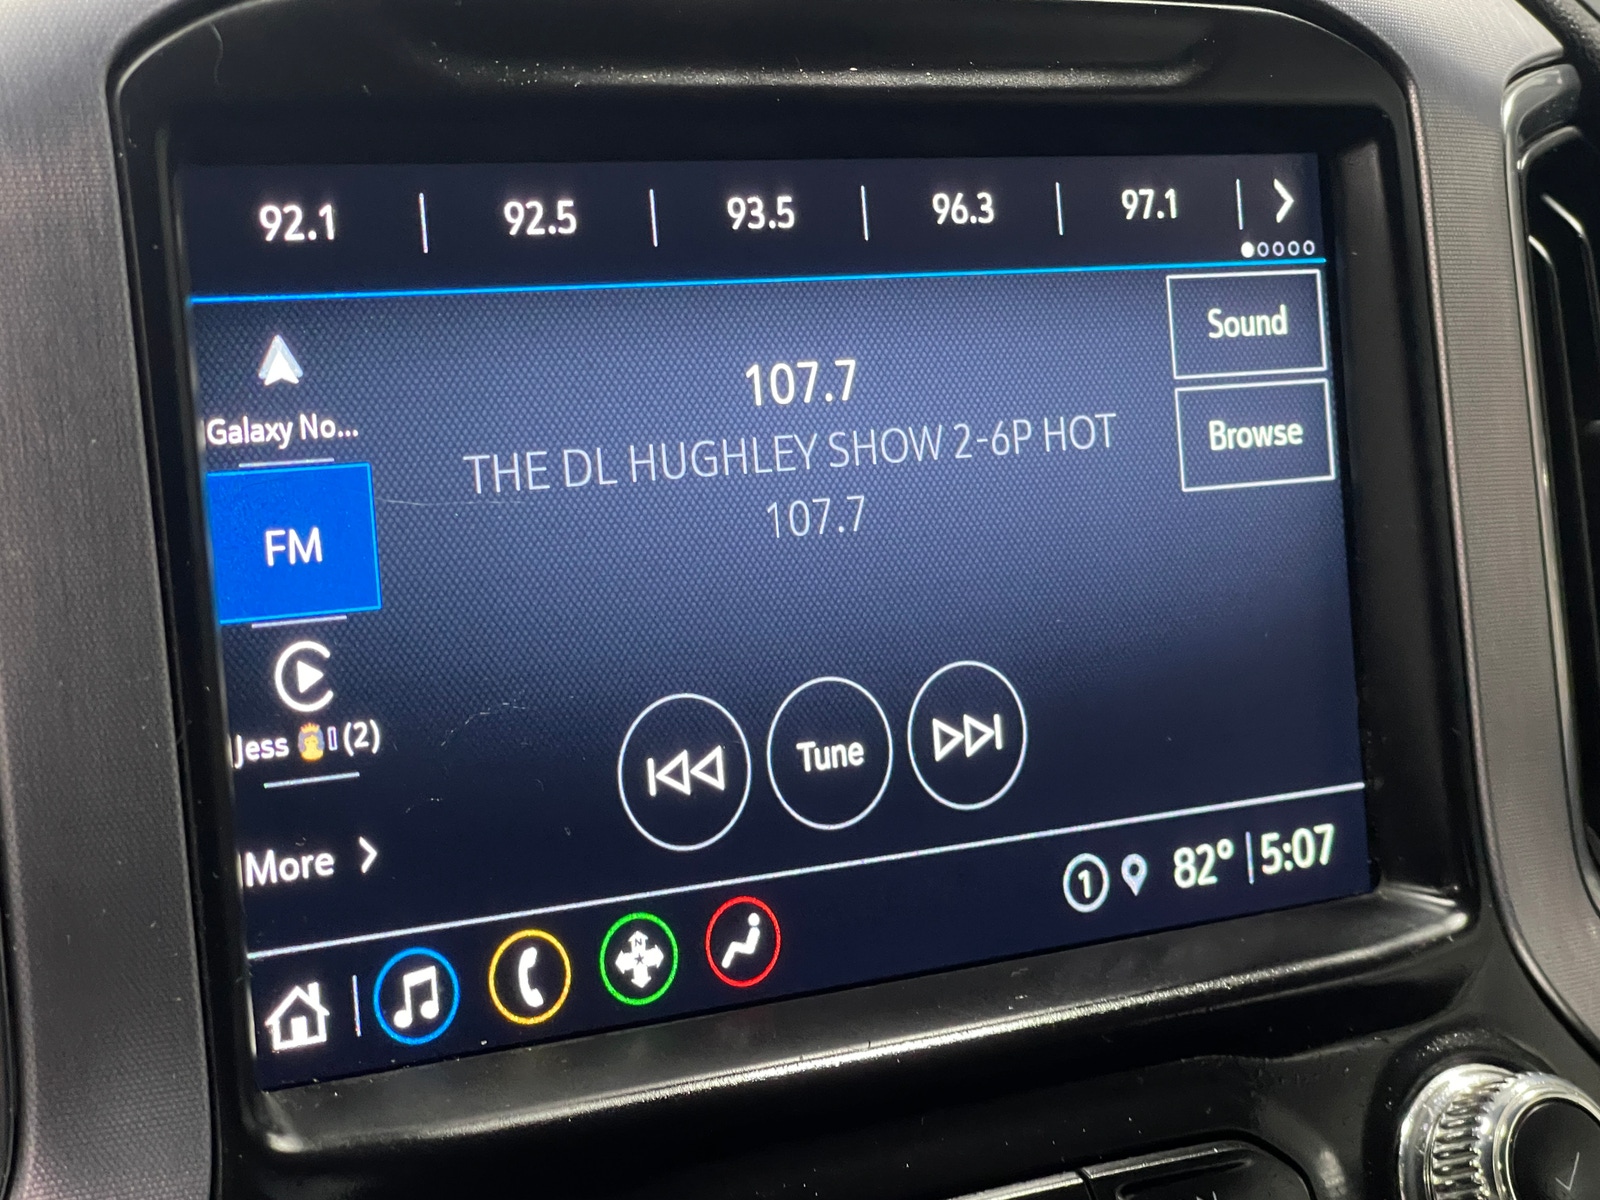 92.1 | 92.5 | 93.5 | 96.3 | 97.1
Sound
107.7
Galaxy No...
Browse
THE DL HUGHLEY SHOW 2-6P HOT
107.7
FM
Jess 👸▯(2)
Tune
More
1 82° | 5:07
N